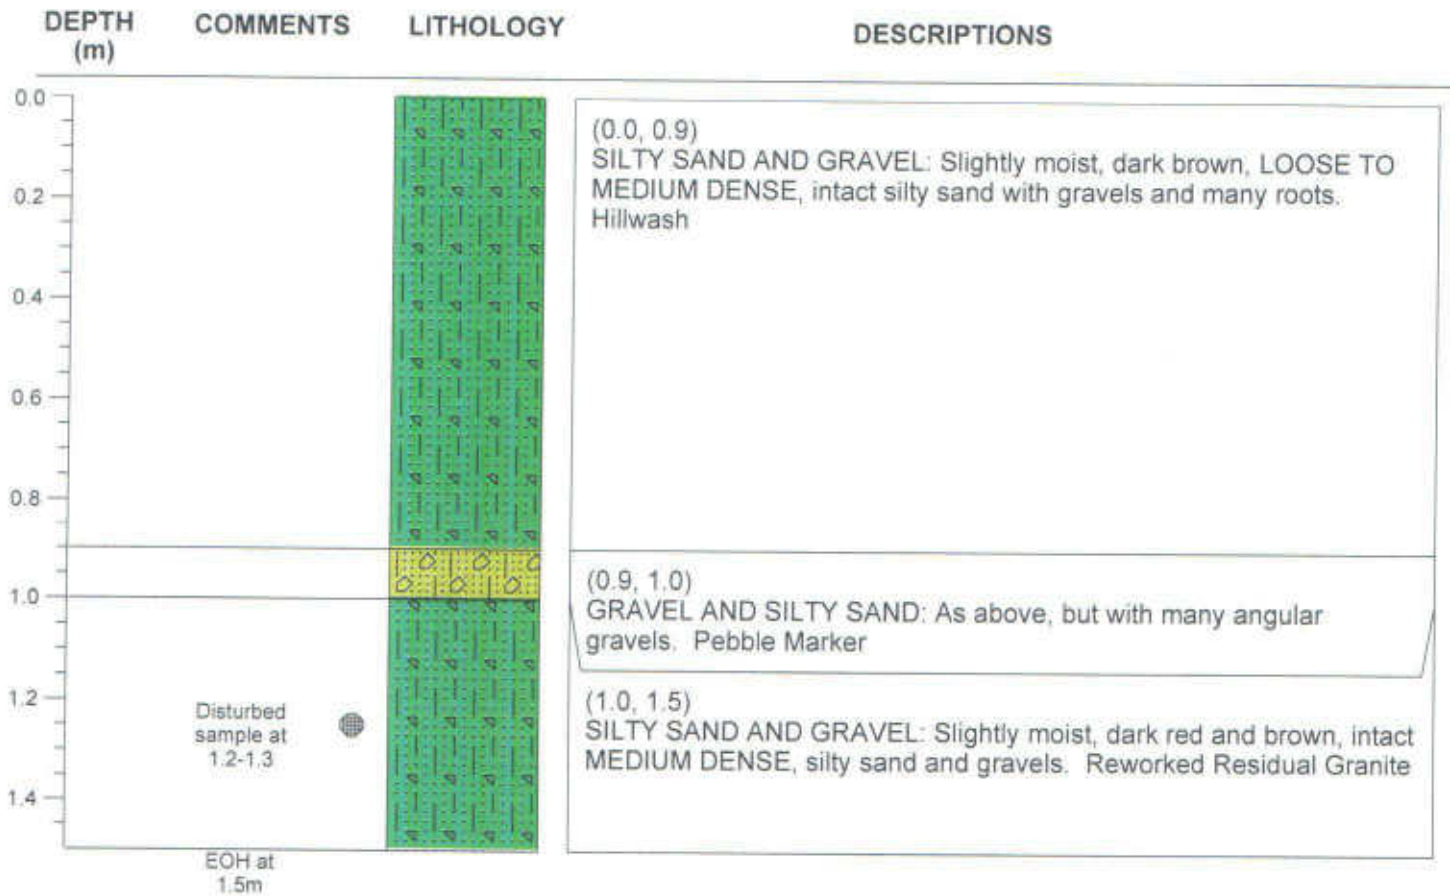 DEPTH
(m)
COMMENTS
LITHOLOGY
DESCRIPTIONS
0.0
0.2
0.4
0.6
0.8
1.0
1.2
1.4
(0.0, 0.9)
SILTY SAND AND GRAVEL: Slightly moist, dark brown, LOOSE TO
MEDIUM DENSE, intact silty sand with gravels and many roots.
Hillwash
(0.9, 1.0)
GRAVEL AND SILTY SAND: As above, but with many angular
gravels. Pebble Marker
(1.0, 1.5)
SILTY SAND AND GRAVEL: Slightly moist, dark red and brown, intact
MEDIUM DENSE, silty sand and gravels. Reworked Residual Granite
Disturbed
sample at
1.2-1.3
EOH at
1.5m